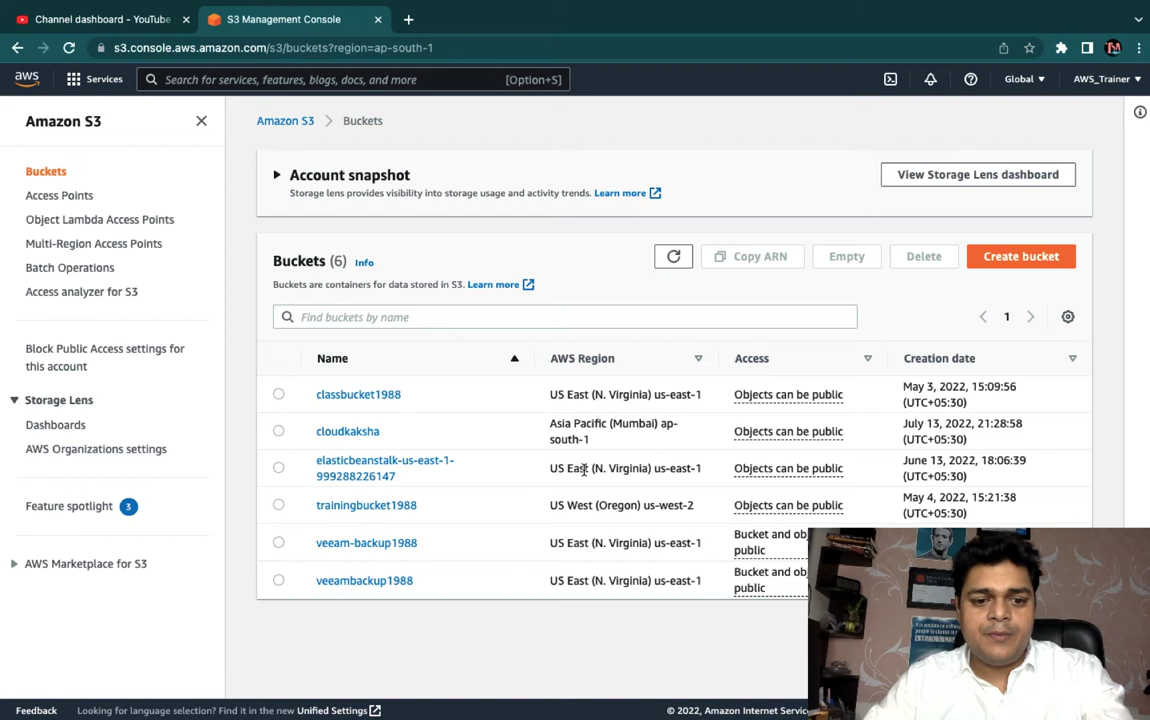 Channel dashboard - YouTube
S3 Management Console
s3.console.aws.amazon.com/s3/buckets?region=ap-south-1
aws
Services
Search for services, features, blogs, docs, and more
[Option+S]
Global
AWS_Trainer
Amazon S3
Buckets
Access Points
Object Lambda Access Points
Multi-Region Access Points
Batch Operations
Access analyzer for S3
Block Public Access settings for
this account
Storage Lens
Dashboards
AWS Organizations settings
Feature spotlight 3
AWS Marketplace for S3
Amazon S3 > Buckets
Account snapshot
Storage lens provides visibility into storage usage and activity trends. Learn more
View Storage Lens dashboard
Buckets (6) Info
Buckets are containers for data stored in S3. Learn more
Copy ARN
Empty
Delete
Create bucket
Find buckets by name
1
Name AWS Region Access Creation date
classbucket1988 US East (N. Virginia) us-east-1 Objects can be public May 3, 2022, 15:09:56
(UTC+05:30)
cloudkaksha Asia Pacific (Mumbai) ap-
south-1 Objects can be public July 13, 2022, 21:28:58
(UTC+05:30)
elasticbeanstalk-us-east-1-
999288226147 US East (N. Virginia) us-east-1 Objects can be public June 13, 2022, 18:06:39
(UTC+05:30)
trainingbucket1988 US West (Oregon) us-west-2 Objects can be public May 4, 2022, 15:21:38
(UTC+05:30)
veeam-backup1988 US East (N. Virginia) us-east-1 Bucket and obj
public
veeambackup1988 US East (N. Virginia) us-east-1 Bucket and obj
public
Feedback
Looking for language selection? Find it in the new Unified Settings
© 2022, Amazon Internet Service